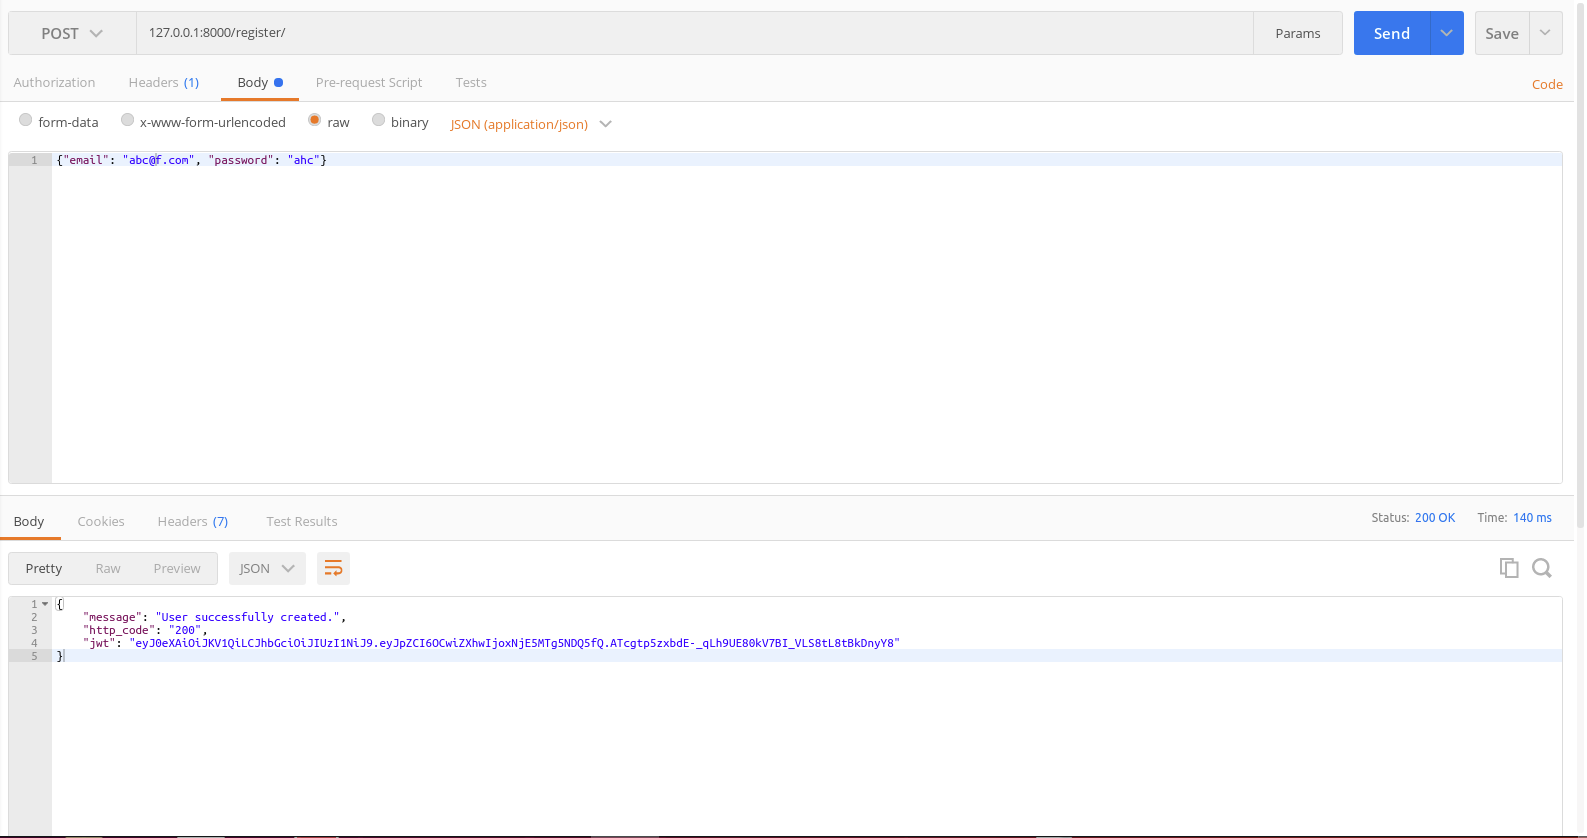 POST 127.0.0.1:8000/register/ Params Send Save
Authorization Headers (1) Body Pre-request Script Tests Code
form-data x-www-form-urlencoded raw binary JSON (application/json)
1 {"email": "abc@f.com", "password": "ahc"}
Body Cookies Headers (7) Test Results Status: 200 OK Time: 140 ms
Pretty Raw Preview JSON
1 {
2 "message": "User successfully created.",
3 "http_code": "200",
4 "jwt": "eyJ0eXAiOiJKV1QiLCJhbGciOiJIUzI1NiJ9.eyJpZCI6OCwiZXhwIjoxNjE5MTg5NDQ5fQ.ATcgtp5zxbdE-_qLh9UE80kV7BI_VLS8tL8tBkDnyY8"
5 }